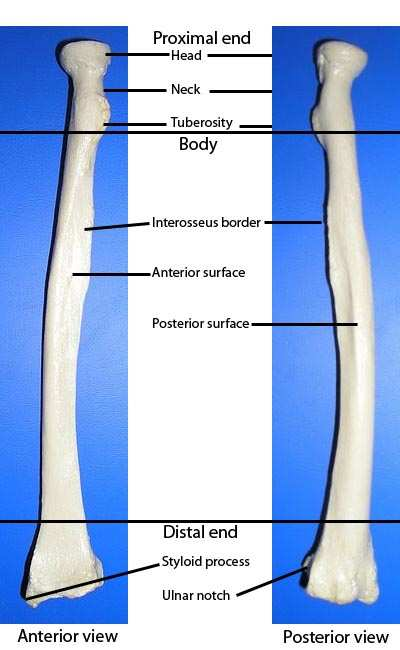 Proximal end
Head
Neck
Tuberosity
Body
Interosseus border
Anterior surface
Posterior surface
Distal end
Styloid process
Ulnar notch
Anterior view
Posterior view